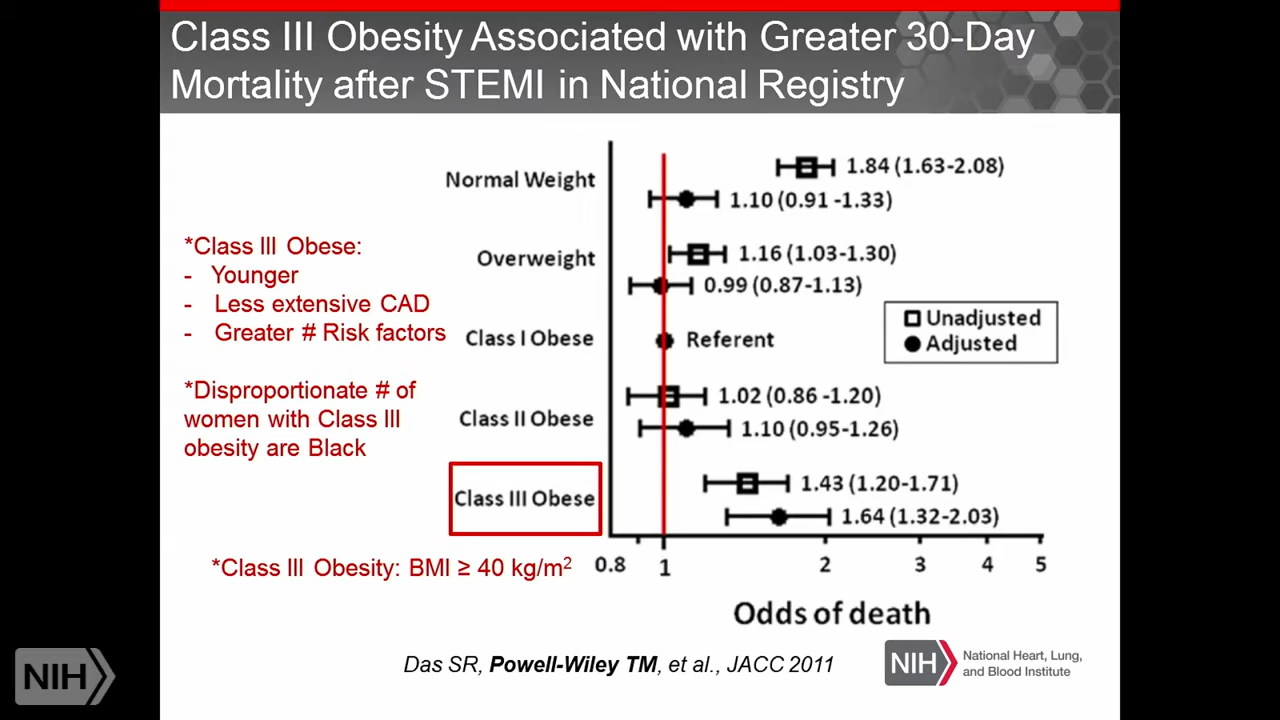 Class III Obesity Associated with Greater 30-Day
Mortality after STEMI in National Registry
*Class III Obese:
- Younger
- Less extensive CAD
- Greater # Risk factors
*Disproportionate # of
women with Class III
obesity are Black
*Class III Obesity: BMI ≥ 40 kg/m²
Normal Weight
1.84 (1.63-2.08)
1.10 (0.91 -1.33)
Overweight
1.16 (1.03-1.30)
0.99 (0.87-1.13)
Class I Obese
Referent
Class II Obese
1.02 (0.86 -1.20)
1.10 (0.95-1.26)
Class III Obese
1.43 (1.20-1.71)
1.64 (1.32-2.03)
Unadjusted
Adjusted
0.8 1 2 3 4 5
Odds of death
Das SR, Powell-Wiley TM, et al., JACC 2011
NIH
National Heart, Lung,
and Blood Institute
NIH